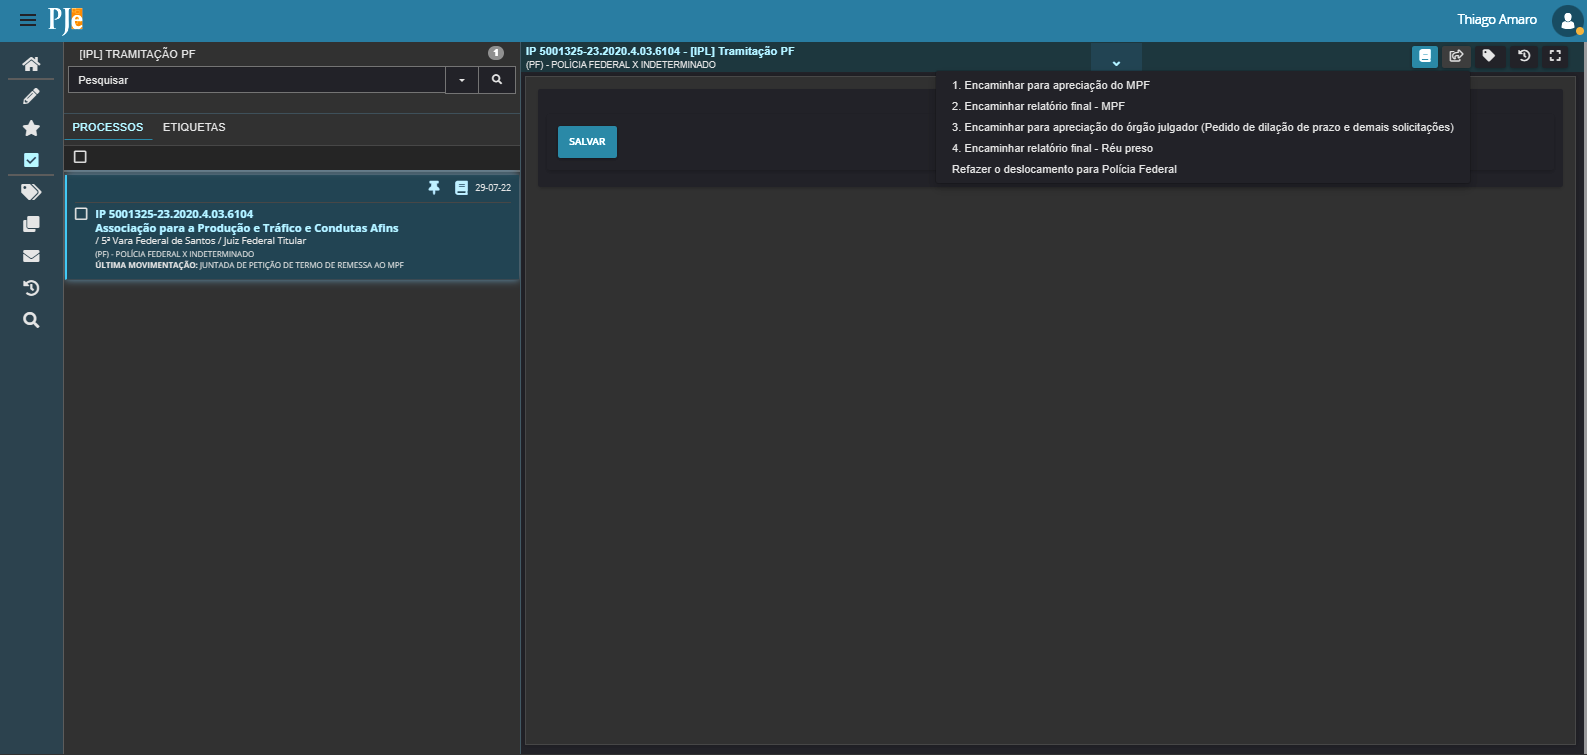 PJe
Thiago Amaro
[IPL] TRAMITAÇÃO PF
1
Pesquisar
PROCESSOS
ETIQUETAS
29-07-22
IP 5001325-23.2020.4.03.6104
Associação para a Produção e Tráfico e Condutas Afins
/ 5ª Vara Federal de Santos / Juiz Federal Titular
(PF) - POLÍCIA FEDERAL X INDETERMINADO
ÚLTIMA MOVIMENTAÇÃO: JUNTADA DE PETIÇÃO DE TERMO DE REMESSA AO MPF
IP 5001325-23.2020.4.03.6104 - [IPL] Tramitação PF
(PF) - POLÍCIA FEDERAL X INDETERMINADO
SALVAR
1. Encaminhar para apreciação do MPF
2. Encaminhar relatório final - MPF
3. Encaminhar para apreciação do órgão julgador (Pedido de dilação de prazo e demais solicitações)
4. Encaminhar relatório final - Réu preso
Refazer o deslocamento para Polícia Federal